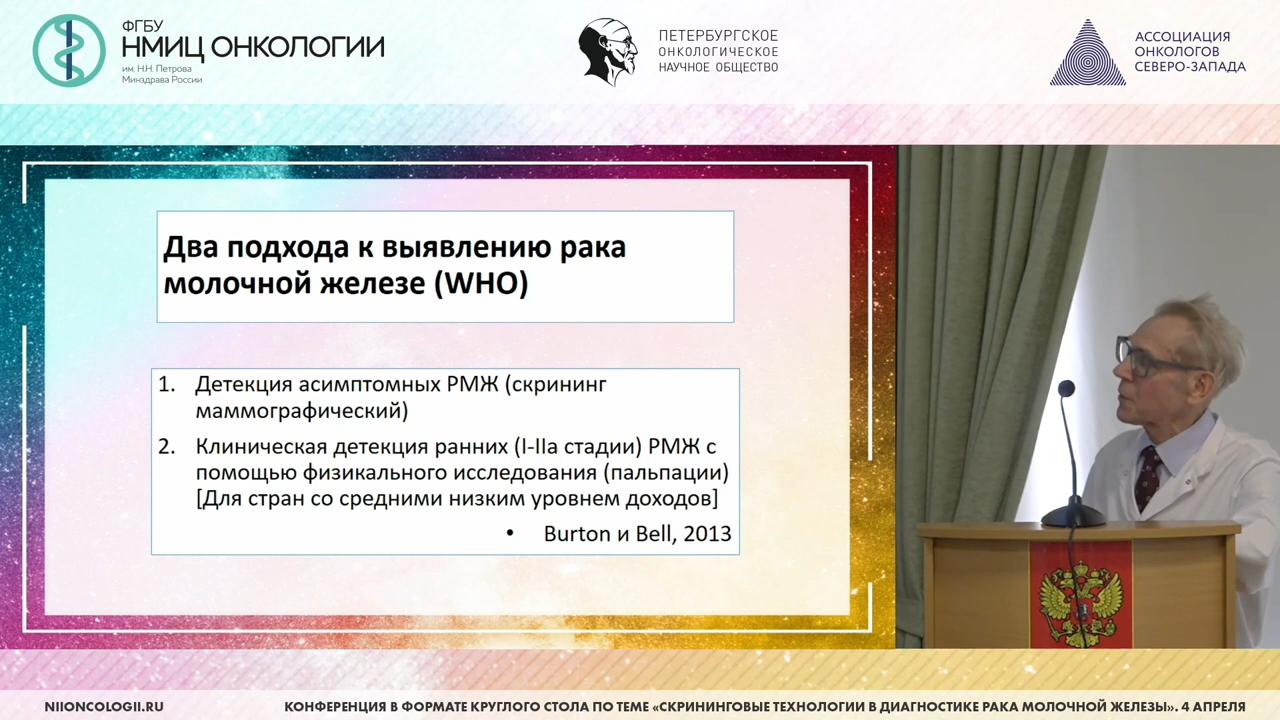 ФГБУ
НМИЦ ОНКОЛОГИИ
им. Н.Н. Петрова
Минздрава России
ПЕТЕРБУРГСКОЕ
ОНКОЛОГИЧЕСКОЕ
НАУЧНОЕ ОБЩЕСТВО
АССОЦИАЦИЯ
ОНКОЛОГОВ
СЕВЕРО-ЗАПАДА
Два подхода к выявлению рака
молочной железе (WHO)
1. Детекция асимптомных РМЖ (скрининг
маммографический)
2. Клиническая детекция ранних (I-IIa стадии) РМЖ с
помощью физикального исследования (пальпации)
[Для стран со средними низким уровнем доходов]
• Burton и Bell, 2013
NIIONCOLOGII.RU
КОНФЕРЕНЦИЯ В ФОРМАТЕ КРУГЛОГО СТОЛА ПО ТЕМЕ «СКРИНИНГОВЫЕ ТЕХНОЛОГИИ В ДИАГНОСТИКЕ РАКА МОЛОЧНОЙ ЖЕЛЕЗЫ». 4 АПРЕЛЯ